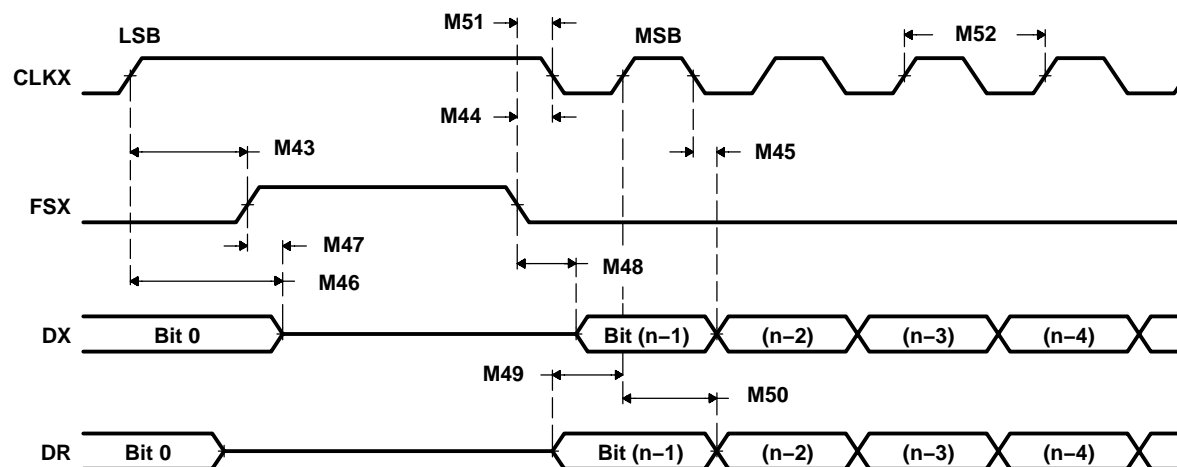 M51
LSB MSB M52
CLKX
M44
M43 M45
FSX
M47
M48
M46
DX Bit 0 Bit (n−1) (n−2) (n−3) (n−4)
M49
M50
DR Bit 0 Bit (n−1) (n−2) (n−3) (n−4)